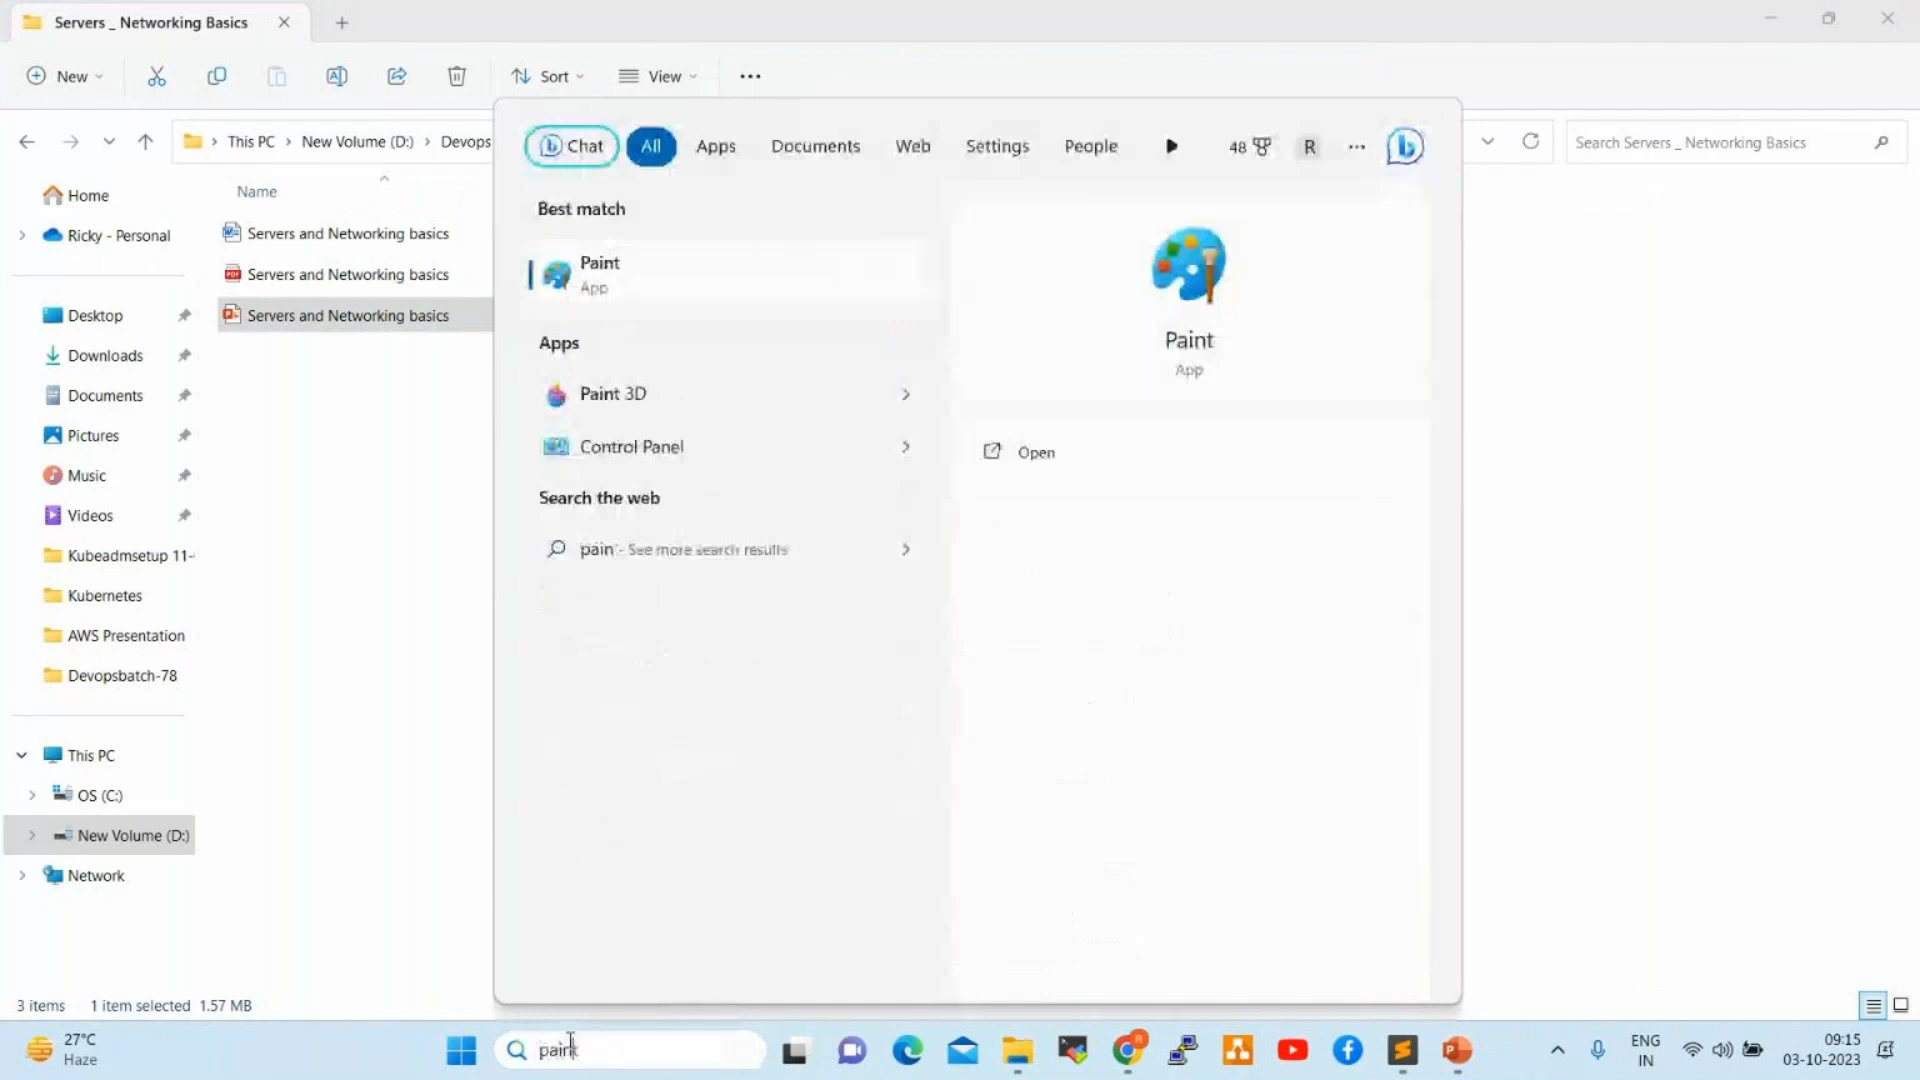 Servers _ Networking Basics
New
Sort
View
This PC
New Volume (D:)
Devops
Search Servers _ Networking Basics
Chat
All
Apps
Documents
Web
Settings
People
48
R
Name
Home
Ricky - Personal
Servers and Networking basics
Servers and Networking basics
Servers and Networking basics
Desktop
Downloads
Documents
Pictures
Music
Videos
Kubeadmsetup 11-
Kubernetes
AWS Presentation
Devopsbatch-78
This PC
OS (C:)
New Volume (D:)
Network
Best match
Paint
App
Apps
Paint 3D
Control Panel
Search the web
pain - See more search results
Paint
App
Open
3 items 1 item selected 1.57 MB
27°C
Haze
paint
ENG
IN
09:15
03-10-2023